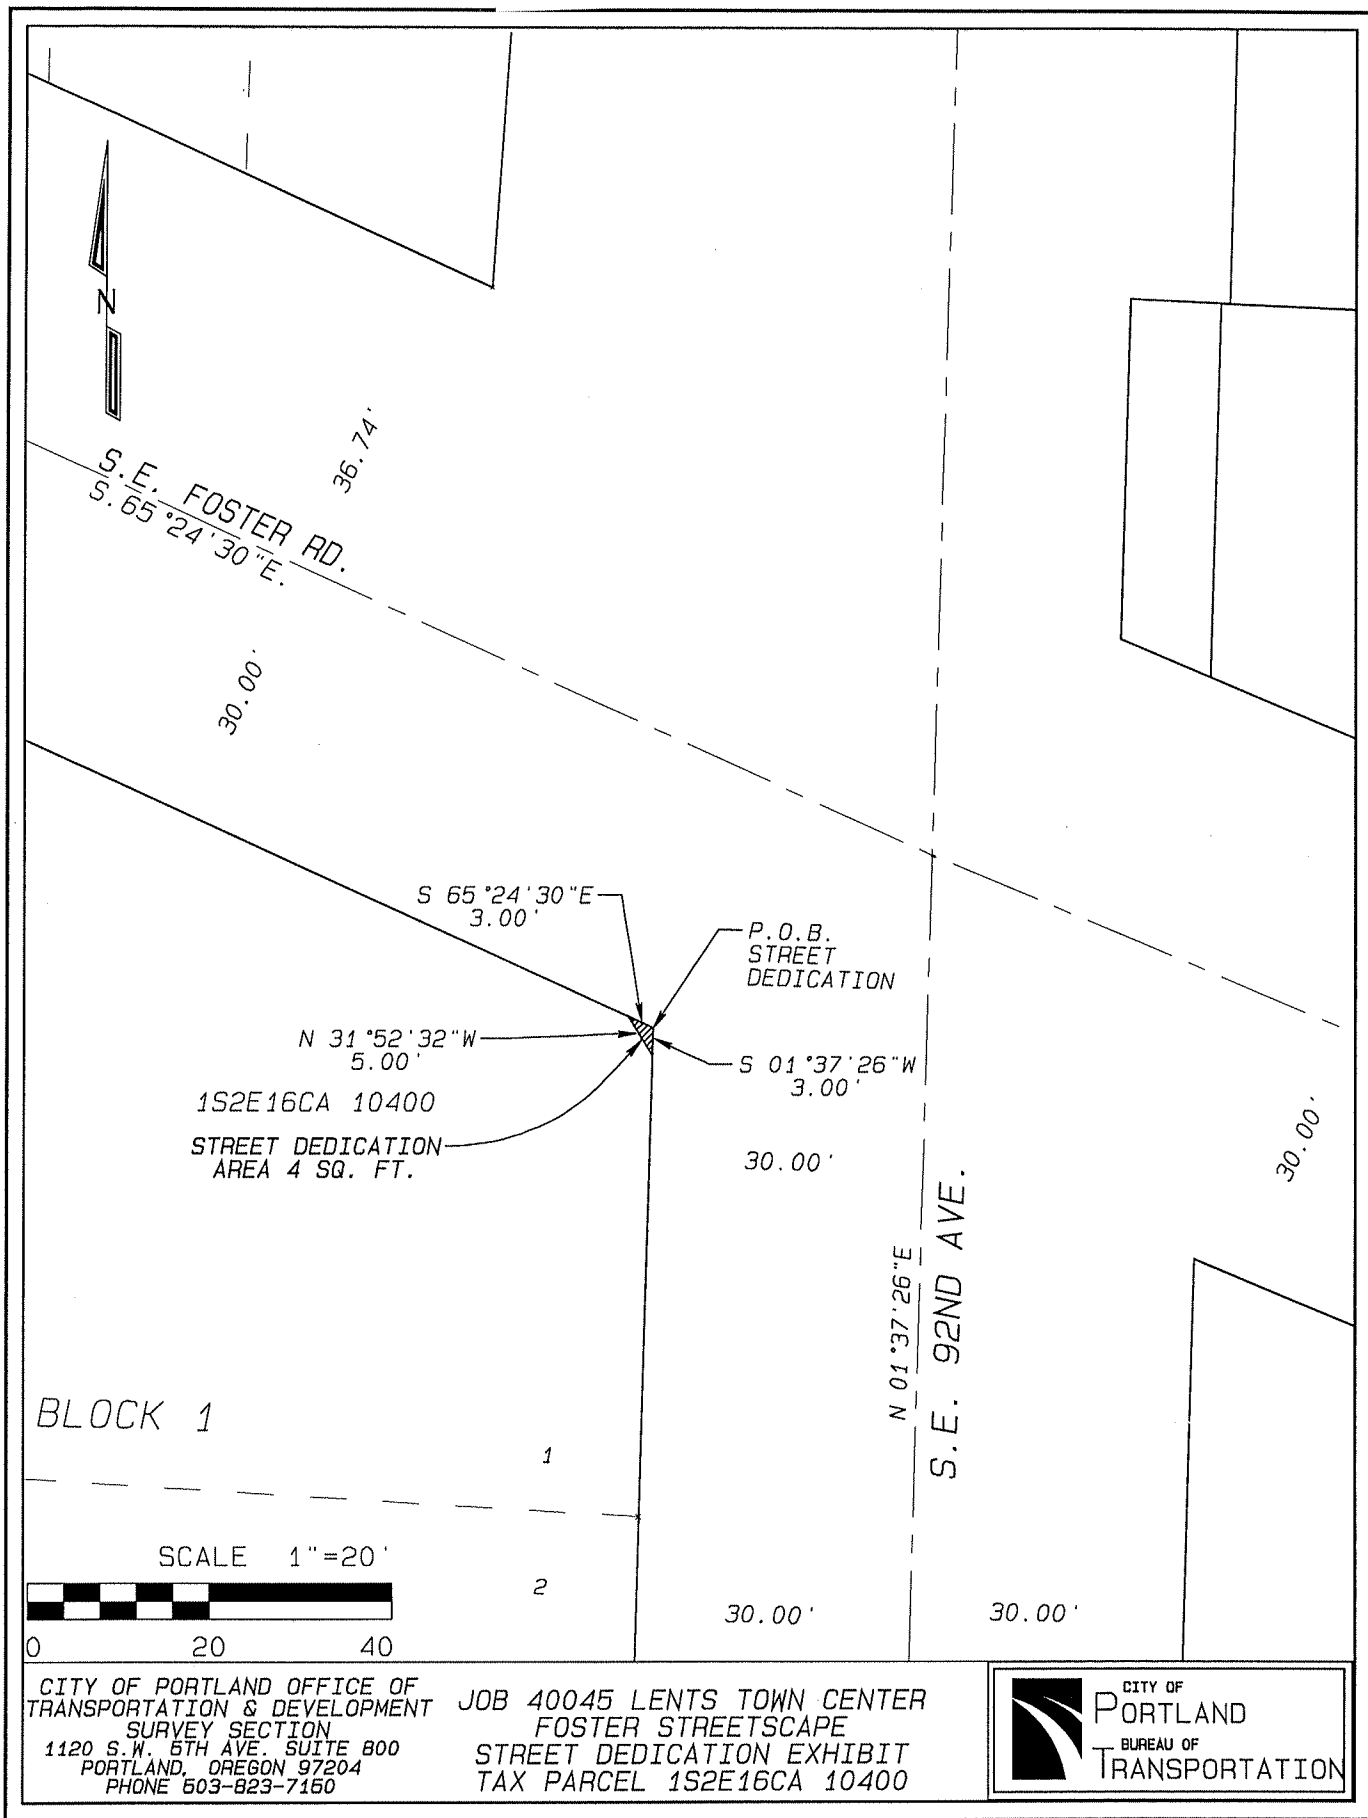 N
36.74'
S.E. FOSTER RD.
S. 65°24'30"E.
30.00'
S 65°24'30"E
3.00'
P.O.B.
STREET
DEDICATION
N 31°52'32"W
5.00'
S 01°37'26"W
3.00'
1S2E16CA 10400
STREET DEDICATION
AREA 4 SQ. FT.
30.00'
30.00'
N 01°37'26"E
S.E. 92ND AVE.
BLOCK 1
1
SCALE 1"=20'
2
0 20 40
30.00'
30.00'
CITY OF PORTLAND OFFICE OF
TRANSPORTATION & DEVELOPMENT
SURVEY SECTION
1120 S.W. 5TH AVE. SUITE 800
PORTLAND, OREGON 97204
PHONE 503-823-7150
JOB 40045 LENTS TOWN CENTER
FOSTER STREETSCAPE
STREET DEDICATION EXHIBIT
TAX PARCEL 1S2E16CA 10400
CITY OF
PORTLAND
BUREAU OF
TRANSPORTATION